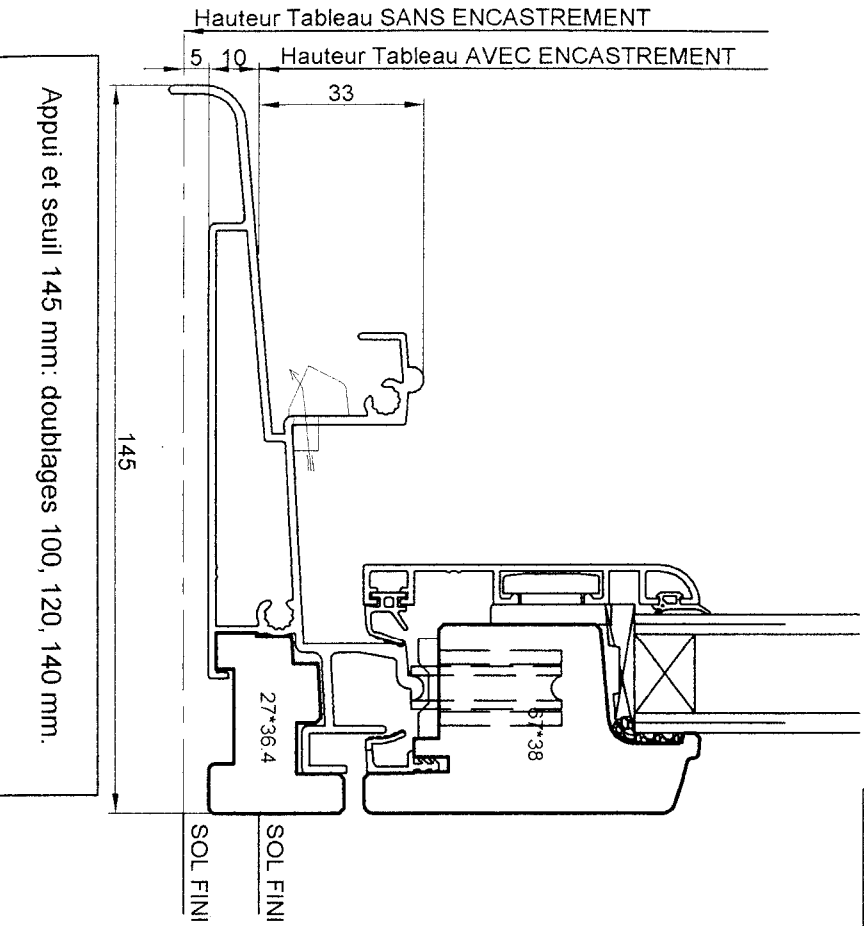 Hauteur Tableau SANS ENCASTREMENT
5 10 Hauteur Tableau AVEC ENCASTREMENT
33
Appui et seuil 145 mm: doublages 100, 120, 140 mm.
145
27*36.4
67*38
SOL FINI
SOL FINI